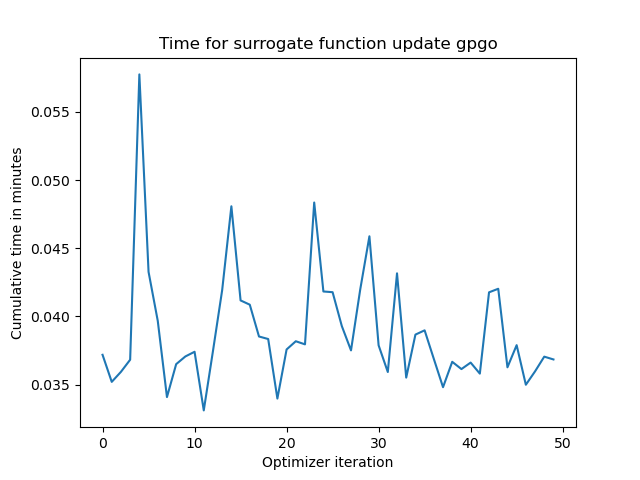 Time for surrogate function update gpgo
Cumulative time in minutes
0.055
0.050
0.045
0.040
0.035
0 10 20 30 40 50
Optimizer iteration